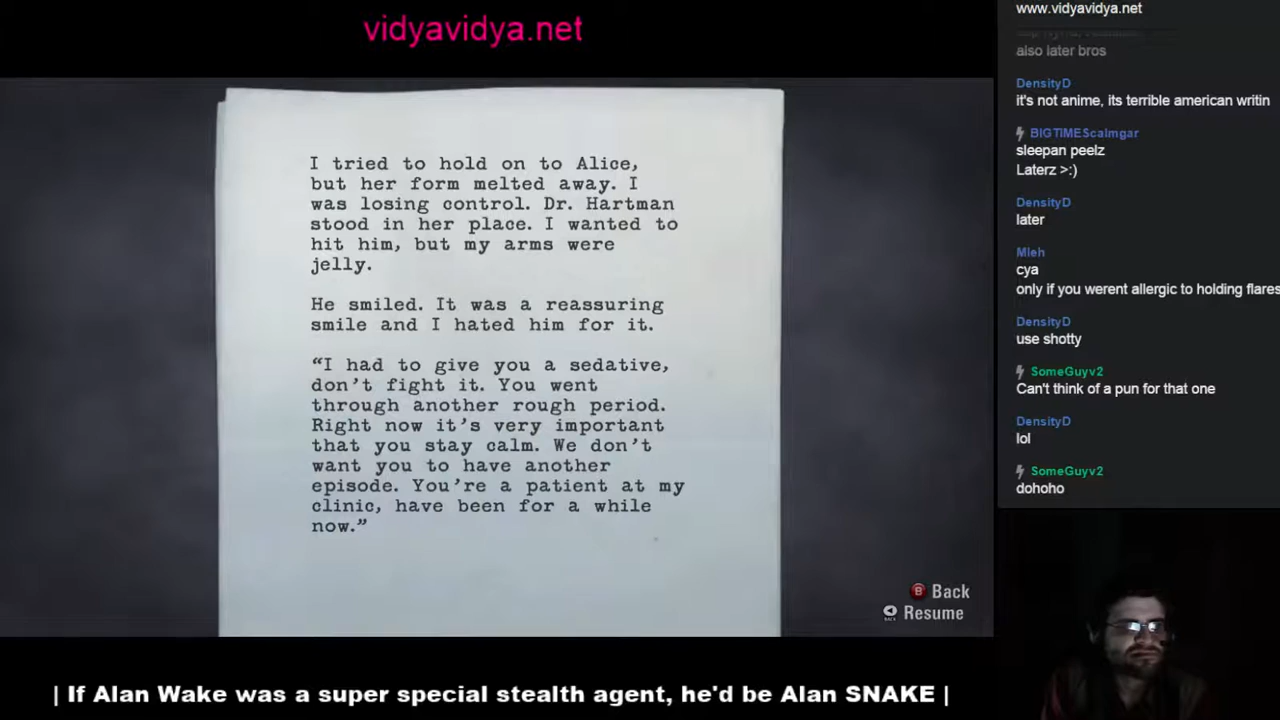 vidyavidya.net
I tried to hold on to Alice,
but her form melted away. I
was losing control. Dr. Hartman
stood in her place. I wanted to
hit him, but my arms were
jelly.
He smiled. It was a reassuring
smile and I hated him for it.
“I had to give you a sedative,
don’t fight it. You went
through another rough period.
Right now it’s very important
that you stay calm. We don’t
want you to have another
episode. You’re a patient at my
clinic, have been for a while
now.”
B Back
BACK Resume
| If Alan Wake was a super special stealth agent, he'd be Alan SNAKE |
www.vidyavidya.net
also later bros
DensityD
it's not anime, its terrible american writin
BIGTIMEScalmgar
sleepan peelz
Laterz >:)
DensityD
later
Mleh
cya
only if you werent allergic to holding flares
DensityD
use shotty
SomeGuyv2
Can't think of a pun for that one
DensityD
lol
SomeGuyv2
dohoho